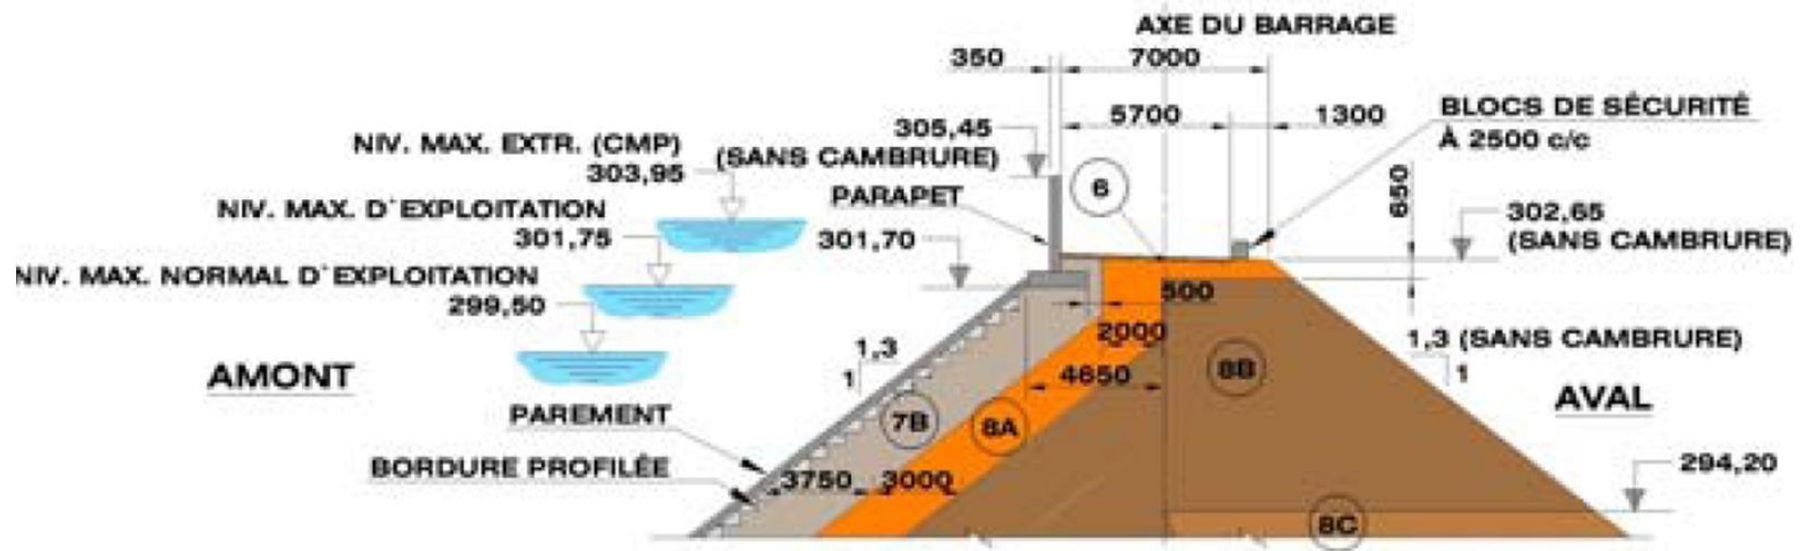 AXE DU BARRAGE
350
7000
5700
1300
BLOCS DE SÉCURITÉ
À 2500 c/c
305,45
(SANS CAMBRURE)
NIV. MAX. EXTR. (CMP)
303,95
PARAPET
6
650
302,65
(SANS CAMBRURE)
NIV. MAX. D'EXPLOITATION
301,75
301,70
NIV. MAX. NORMAL D'EXPLOITATION
299,50
500
2000
1,3
1
4650
8B
1,3 (SANS CAMBRURE)
1
AMONT
AVAL
PAREMENT
7B
8A
BORDURE PROFILÉE
3750
3000
294,20
8C